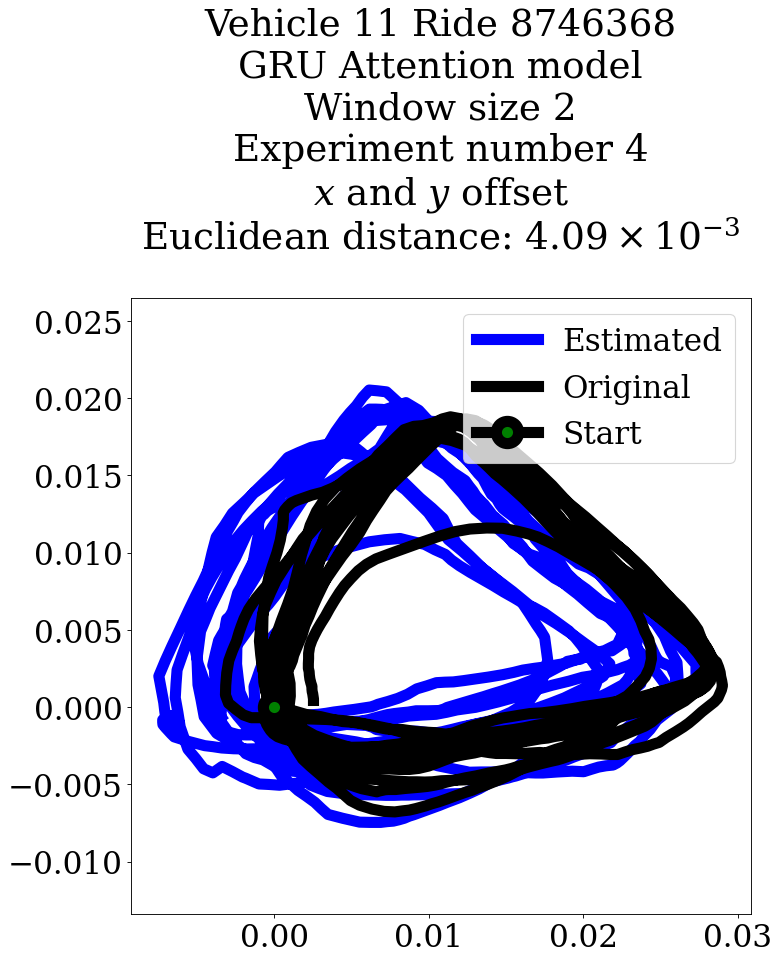 Vehicle 11 Ride 8746368
GRU Attention model
Window size 2
Experiment number 4
x and y offset
Euclidean distance: 4.09 × 10⁻³
Estimated
Original
Start
0.025
0.020
0.015
0.010
0.005
0.000
−0.005
−0.010
0.00 0.01 0.02 0.03